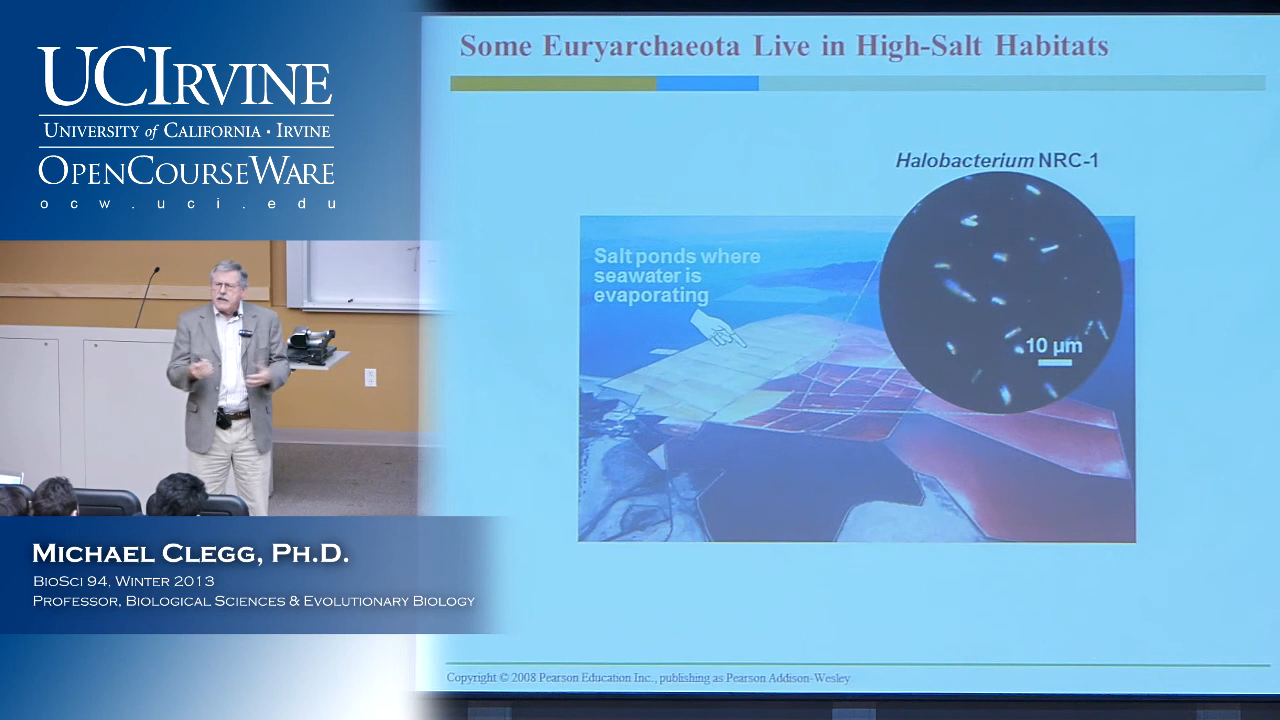 UCIRVINE
UNIVERSITY of CALIFORNIA · IRVINE
OPENCOURSEWARE
ocw.uci.edu
MICHAEL CLEGG, PH.D.
BIOSCI 94, WINTER 2013
PROFESSOR, BIOLOGICAL SCIENCES & EVOLUTIONARY BIOLOGY
Some Euryarchaeota Live in High-Salt Habitats
Halobacterium NRC-1
Salt ponds where
seawater is
evaporating
10 µm
Copyright © 2008 Pearson Education Inc., publishing as Pearson Addison-Wesley